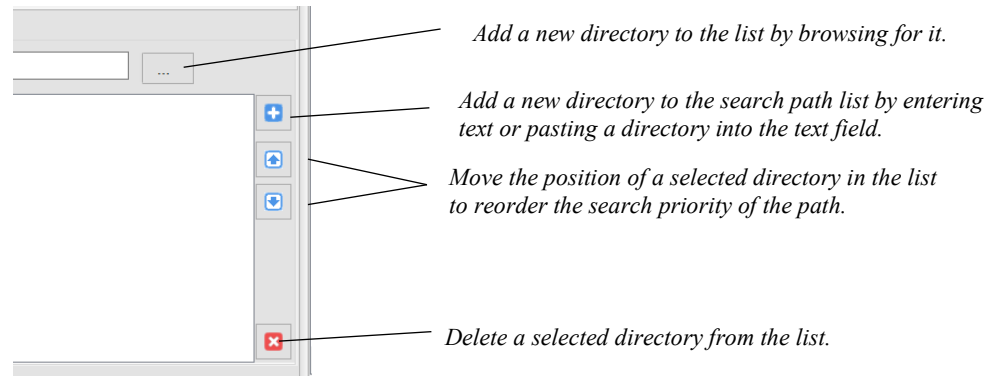 Add a new directory to the list by browsing for it.
...
Add a new directory to the search path list by entering
text or pasting a directory into the text field.
Move the position of a selected directory in the list
to reorder the search priority of the path.
Delete a selected directory from the list.